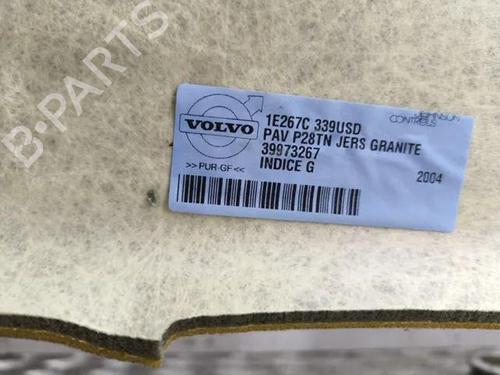 VOLVO
>>PUR-GF<<
1E267C 339USD
PAV P28TN JERS GRANITE
39973267
INDICE G
2004
JOHNSON
CONTROLS
B-PARTS